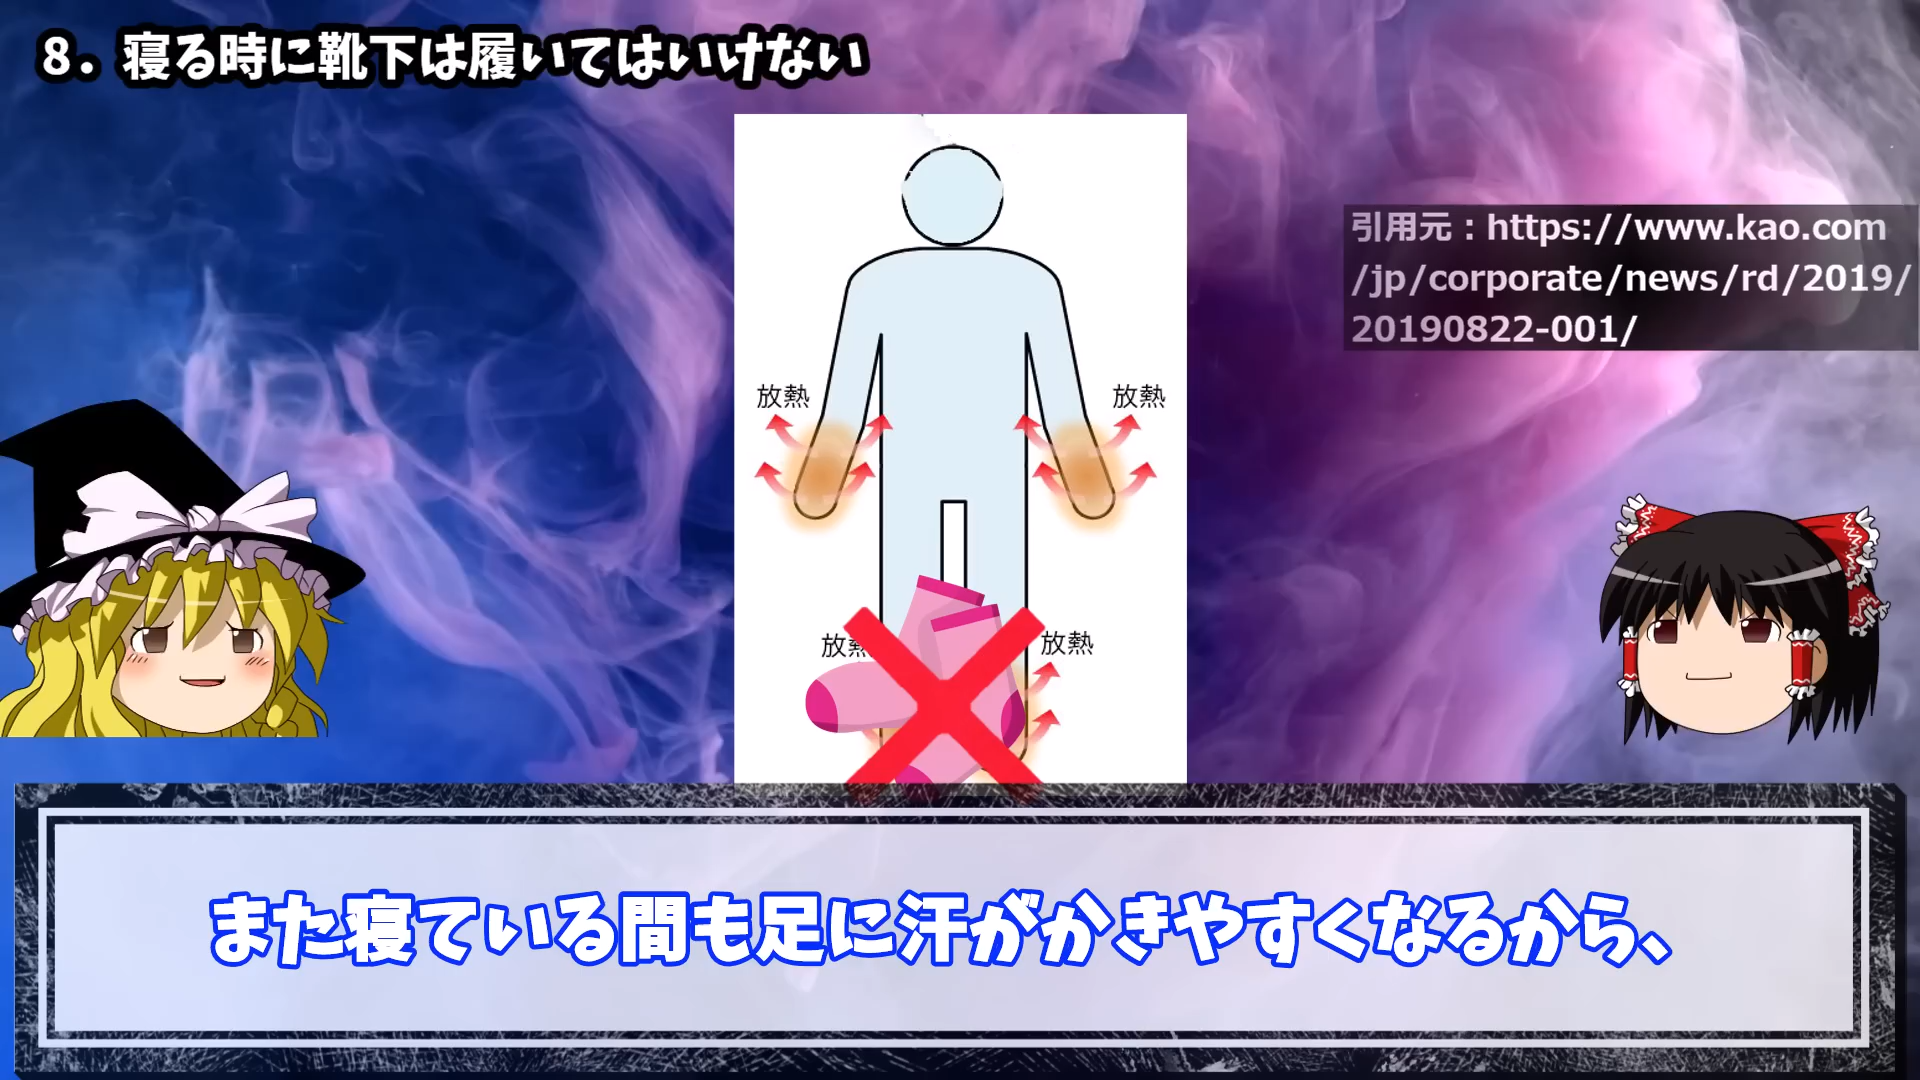 8．寝る時に靴下は履いてはいけない
引用元：https://www.kao.com
/jp/corporate/news/rd/2019/
20190822-001/
放熱
放熱
放熱
放熱
また寝ている間も足に汗がかきやすくなるから、